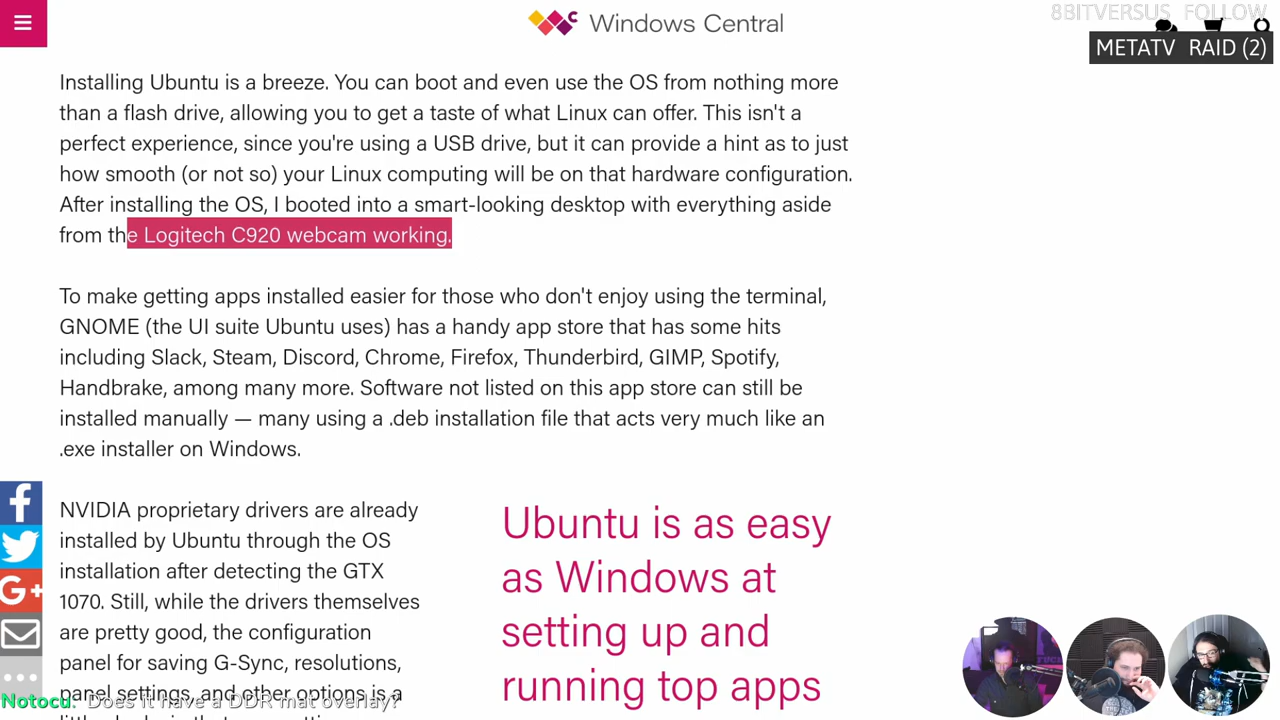 8BITVERSUS FOLLOW
Windows Central
METATV RAID (2)
Installing Ubuntu is a breeze. You can boot and even use the OS from nothing more
than a flash drive, allowing you to get a taste of what Linux can offer. This isn't a
perfect experience, since you're using a USB drive, but it can provide a hint as to just
how smooth (or not so) your Linux computing will be on that hardware configuration.
After installing the OS, I booted into a smart-looking desktop with everything aside
from the Logitech C920 webcam working.
To make getting apps installed easier for those who don't enjoy using the terminal,
GNOME (the UI suite Ubuntu uses) has a handy app store that has some hits
including Slack, Steam, Discord, Chrome, Firefox, Thunderbird, GIMP, Spotify,
Handbrake, among many more. Software not listed on this app store can still be
installed manually — many using a .deb installation file that acts very much like an
.exe installer on Windows.
NVIDIA proprietary drivers are already
installed by Ubuntu through the OS
installation after detecting the GTX
1070. Still, while the drivers themselves
are pretty good, the configuration
panel for saving G-Sync, resolutions,
panel settings, and other options is a
Ubuntu is as easy
as Windows at
setting up and
running top apps
Notocd: Does it have a DDR mat overlay?